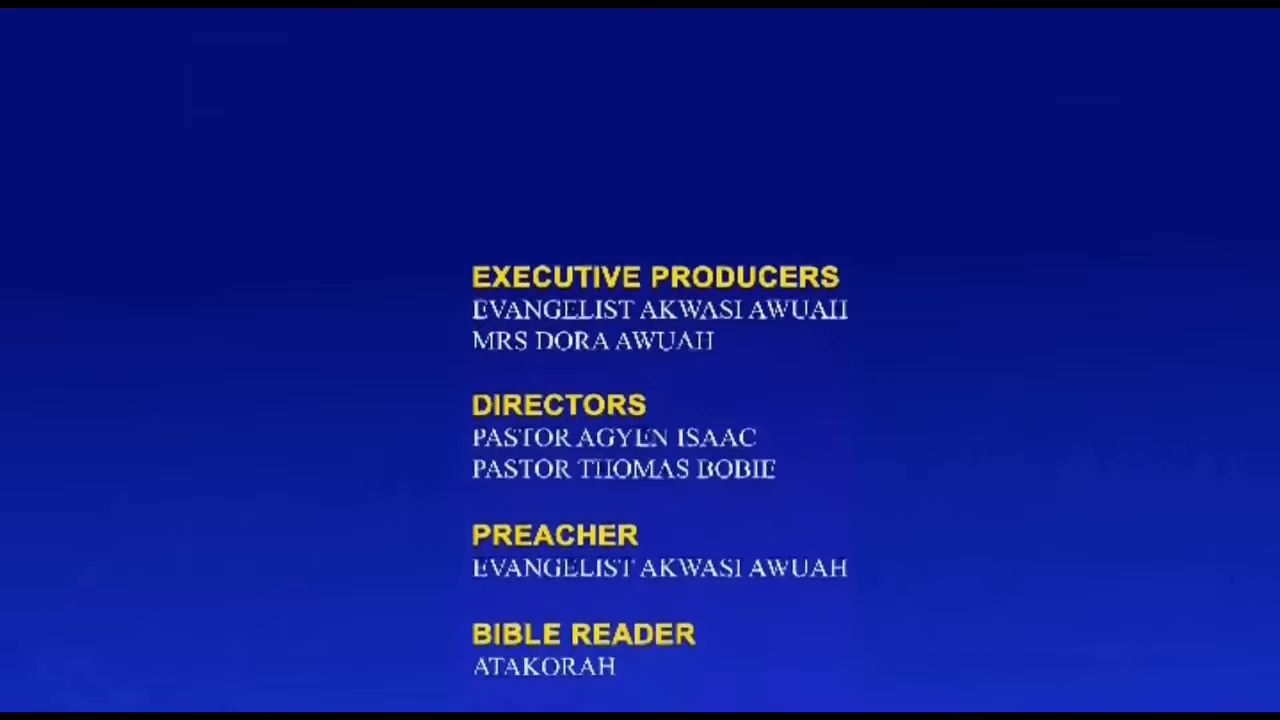 EXECUTIVE PRODUCERS
EVANGELIST AKWASI AWUAH
MRS DORA AWUAH
DIRECTORS
PASTOR AGYEN ISAAC
PASTOR THOMAS BOBIE
PREACHER
EVANGELIST AKWASI AWUAH
BIBLE READER
ATAKORAH